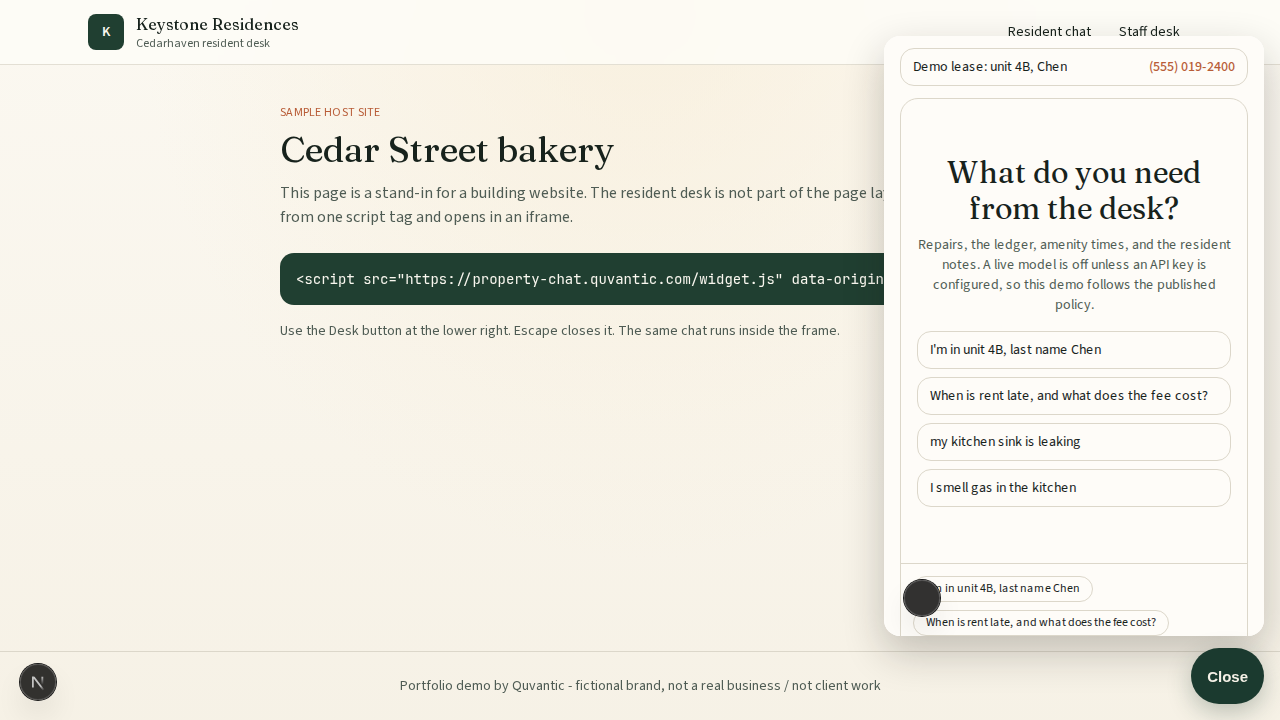 K
Keystone Residences
Cedarhaven resident desk
Resident chat
Staff desk
SAMPLE HOST SITE
Cedar Street bakery
This page is a stand-in for a building website. The resident desk is not part of the page
from one script tag and opens in an iframe.
<script src="https://property-chat.quvantic.com/widget.js" data-origin
Use the Desk button at the lower right. Escape closes it. The same chat runs inside the frame.
Demo lease: unit 4B, Chen
(555) 019-2400
What do you need
from the desk?
Repairs, the ledger, amenity times, and the resident
notes. A live model is off unless an API key is
configured, so this demo follows the published
policy.
I'm in unit 4B, last name Chen
When is rent late, and what does the fee cost?
my kitchen sink is leaking
I smell gas in the kitchen
in unit 4B, last name Chen
When is rent late, and what does the fee cost?
Close
N
Portfolio demo by Quvantic - fictional brand, not a real business / not client work